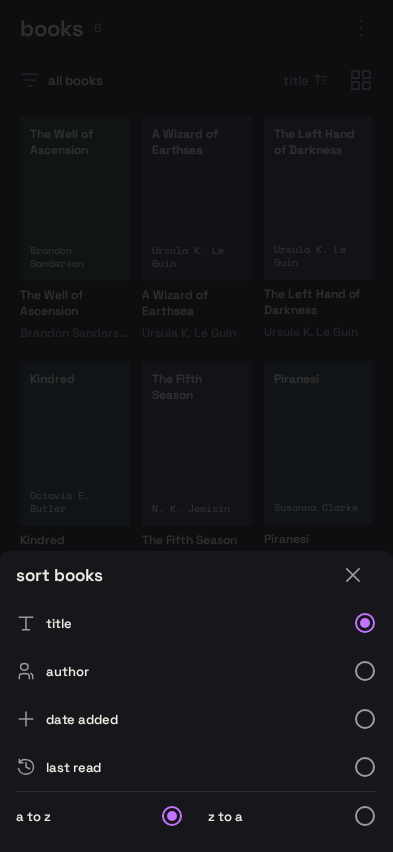 books 6
all books
title
The Well of
Ascension
Brandon
Sanderson
A Wizard of
Earthsea
Ursula K. Le
Guin
The Left Hand
of Darkness
Ursula K. Le
Guin
The Well of
Ascension
Brandon Sanders...
A Wizard of
Earthsea
Ursula K. Le Guin
The Left Hand of
Darkness
Ursula K. Le Guin
Kindred
Octavia E.
Butler
The Fifth
Season
N. K. Jemisin
Piranesi
Susanna Clarke
Kindred
The Fifth Season
Piranesi
sort books
title
author
date added
last read
a to z
z to a